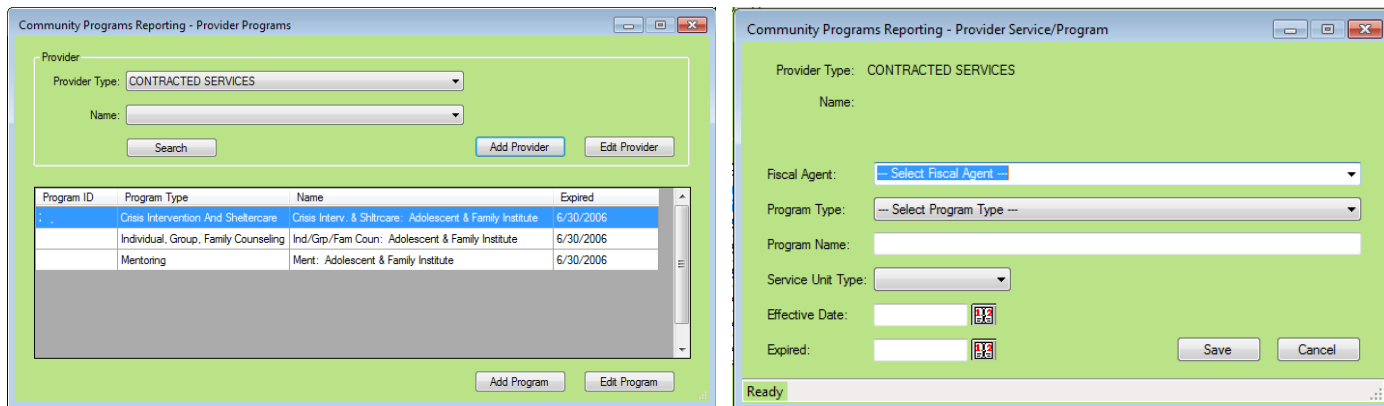 Community Programs Reporting - Provider Programs
Provider
Provider Type: CONTRACTED SERVICES
Name:
Search Add Provider Edit Provider
Program ID Program Type Name Expired
Crisis Intervention And Sheltercare Crisis Interv. & Shltrcare: Adolescent & Family Institute 6/30/2006
Individual, Group, Family Counseling Ind/Grp/Fam Coun: Adolescent & Family Institute 6/30/2006
Mentoring Ment: Adolescent & Family Institute 6/30/2006
Add Program Edit Program
Community Programs Reporting - Provider Service/Program
Provider Type: CONTRACTED SERVICES
Name:
Fiscal Agent: --- Select Fiscal Agent ---
Program Type: --- Select Program Type ---
Program Name:
Service Unit Type:
Effective Date:
Expired:
Save Cancel
Ready